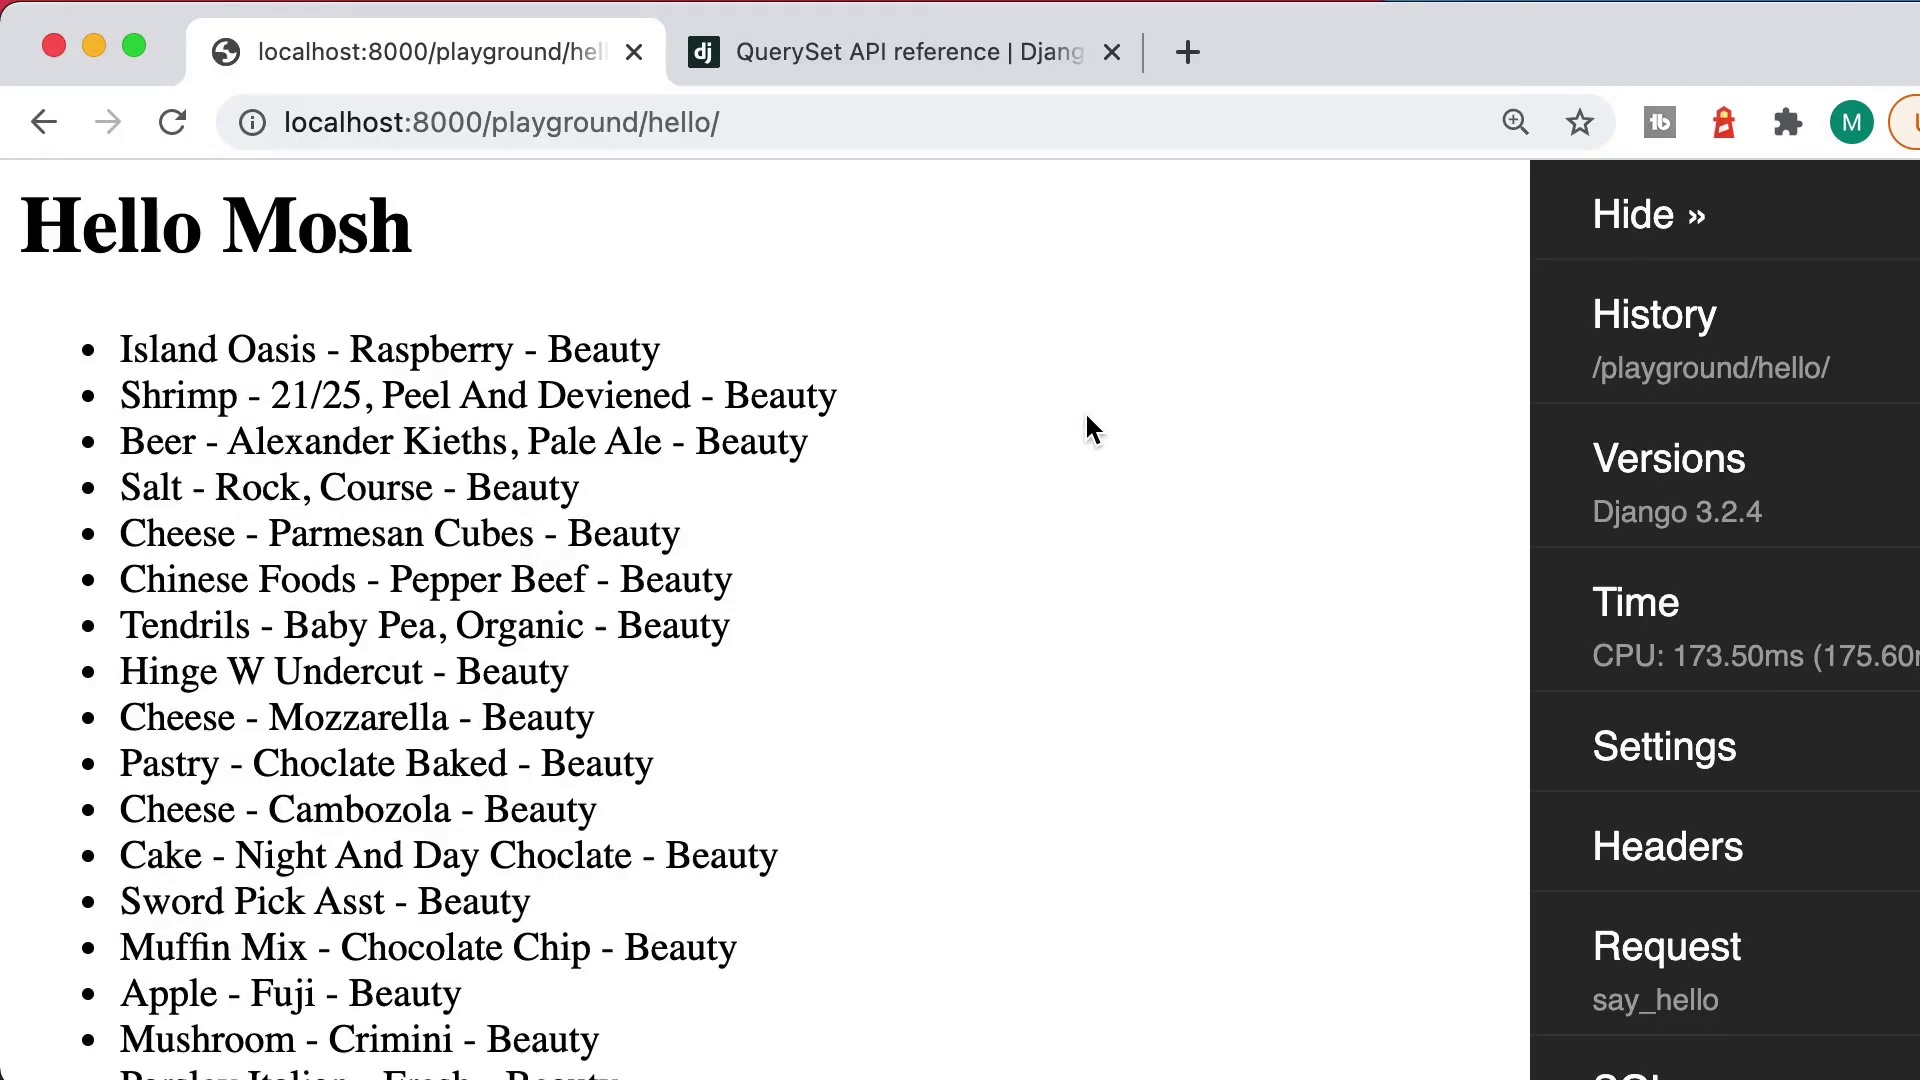 localhost:8000/playground/hel
QuerySet API reference | Djang
localhost:8000/playground/hello/
M
Hello Mosh
Island Oasis - Raspberry - Beauty
Shrimp - 21/25, Peel And Deviened - Beauty
Beer - Alexander Kieths, Pale Ale - Beauty
Salt - Rock, Course - Beauty
Cheese - Parmesan Cubes - Beauty
Chinese Foods - Pepper Beef - Beauty
Tendrils - Baby Pea, Organic - Beauty
Hinge W Undercut - Beauty
Cheese - Mozzarella - Beauty
Pastry - Choclate Baked - Beauty
Cheese - Cambozola - Beauty
Cake - Night And Day Choclate - Beauty
Sword Pick Asst - Beauty
Muffin Mix - Chocolate Chip - Beauty
Apple - Fuji - Beauty
Mushroom - Crimini - Beauty
Hide »
History
/playground/hello/
Versions
Django 3.2.4
Time
CPU: 173.50ms (175.60
Settings
Headers
Request
say_hello